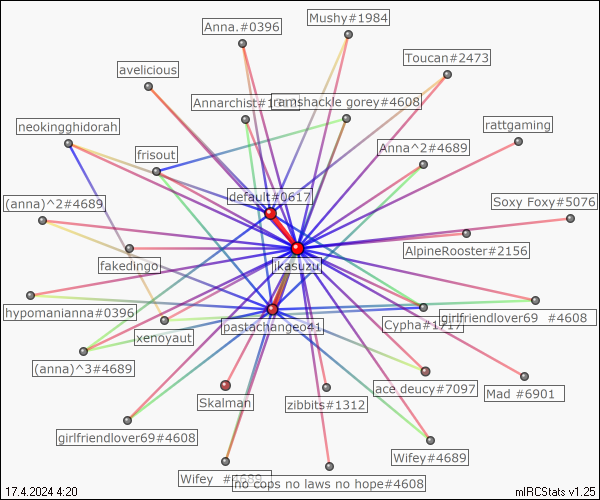 Mushy#1984
Anna.#0396
Toucan#2473
avelicious
Annarchist#1312
ramshackle gorey#4608
neokingghidorah
rattgaming
Anna^2#4689
frisout
default#0617
(anna)^2#4689
Soxy Foxy#5076
AlpineRooster#2156
fakedingo
jkasuzu
hypomanianna#0396
girlfriendlover69 #4608
Cypha#1717
pastachangeo41
xenoyaut
(anna)^3#4689
ace deucy#7097
Mad #6901
Skalman
zibbits#1312
girlfriendlover69#4608
Wifey#4689
Wifey #4689
no cops no laws no hope#4608
17.4.2024 4:20
mIRCStats v1.25